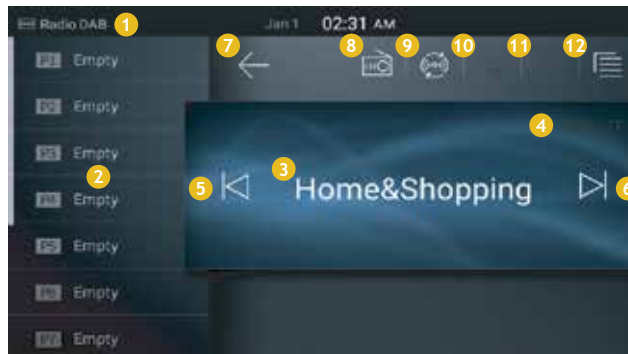 Radio DAB 1 Jan 1 02:31 AM
7 8 9 10 11 12
P1 Empty
P2 Empty
4
P3 Empty
3
2
5 Home&Shopping 6
P4 Empty
P5 Empty
P6 Empty
P7 Empty